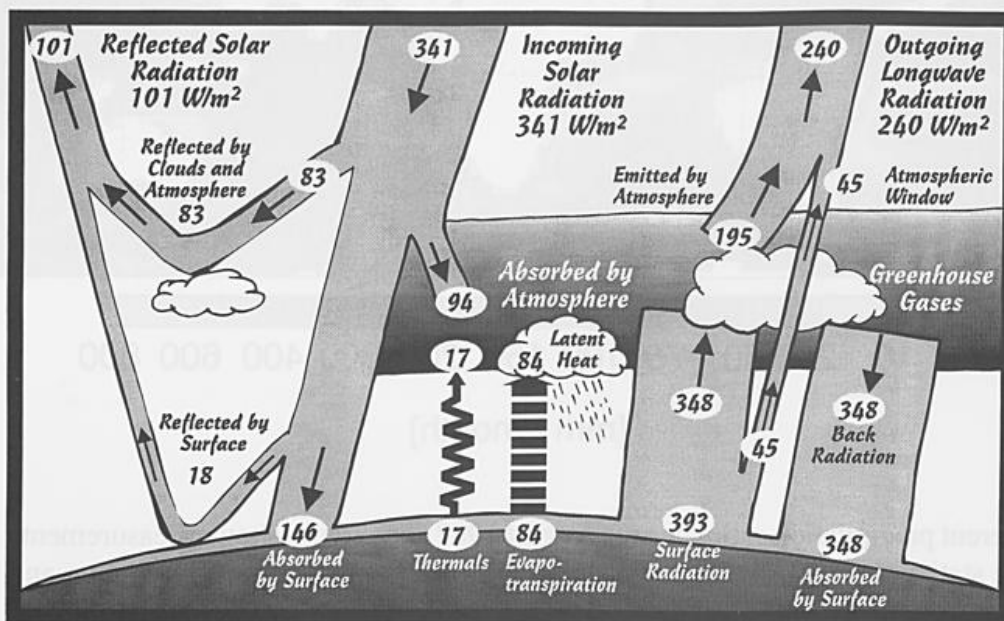 101
Reflected Solar
Radiation
101 W/m²
341
Incoming
Solar
Radiation
341 W/m²
240
Outgoing
Longwave
Radiation
240 W/m²
Reflected by
Clouds and
Atmosphere
83
83
Emitted by
Atmosphere
195
45
Atmospheric
Window
94
Absorbed by
Atmosphere
Greenhouse
Gases
17
84
Latent
Heat
348
348
Back
Radiation
45
Reflected by
Surface
18
146
Absorbed
by Surface
17
Thermals
84
Evapo-
transpiration
393
Surface
Radiation
348
Absorbed
by Surface